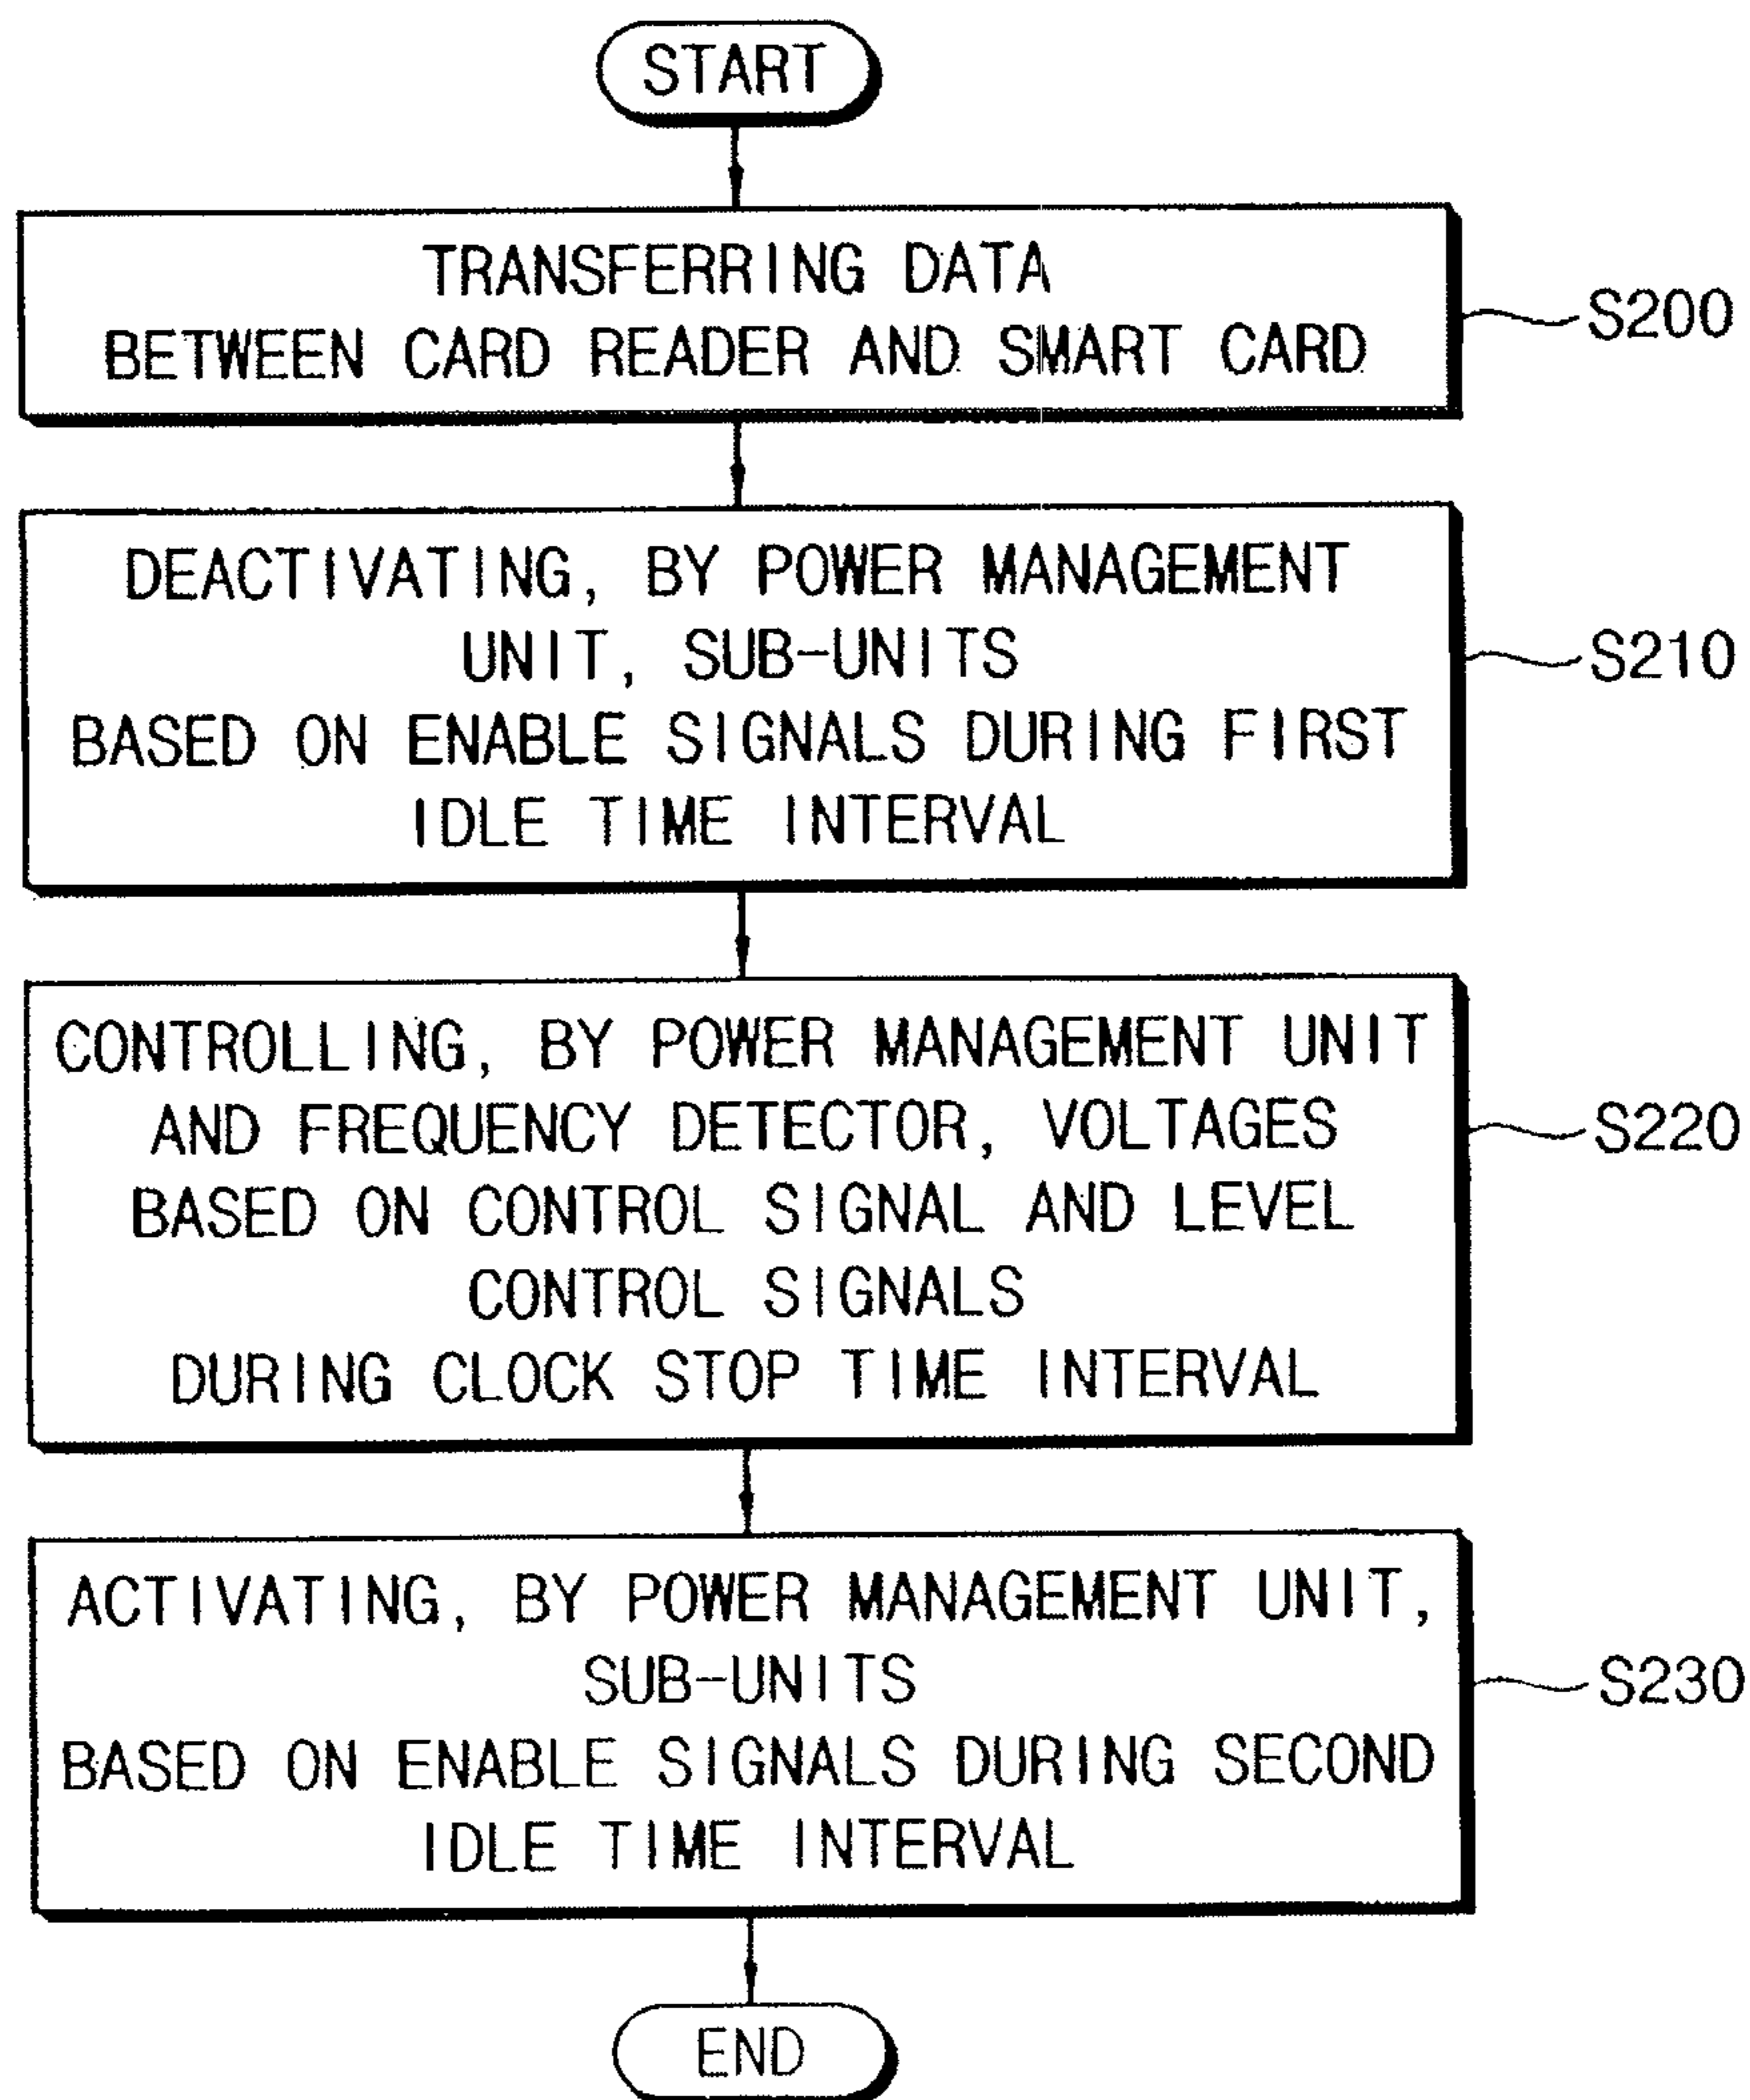 START
TRANSFERRING DATA
BETWEEN CARD READER AND SMART CARD
S200
DEACTIVATING, BY POWER MANAGEMENT
UNIT, SUB-UNITS
BASED ON ENABLE SIGNALS DURING FIRST
IDLE TIME INTERVAL
S210
CONTROLLING, BY POWER MANAGEMENT UNIT
AND FREQUENCY DETECTOR, VOLTAGES
BASED ON CONTROL SIGNAL AND LEVEL
CONTROL SIGNALS
DURING CLOCK STOP TIME INTERVAL
S220
ACTIVATING, BY POWER MANAGEMENT UNIT,
SUB-UNITS
BASED ON ENABLE SIGNALS DURING SECOND
IDLE TIME INTERVAL
S230
END